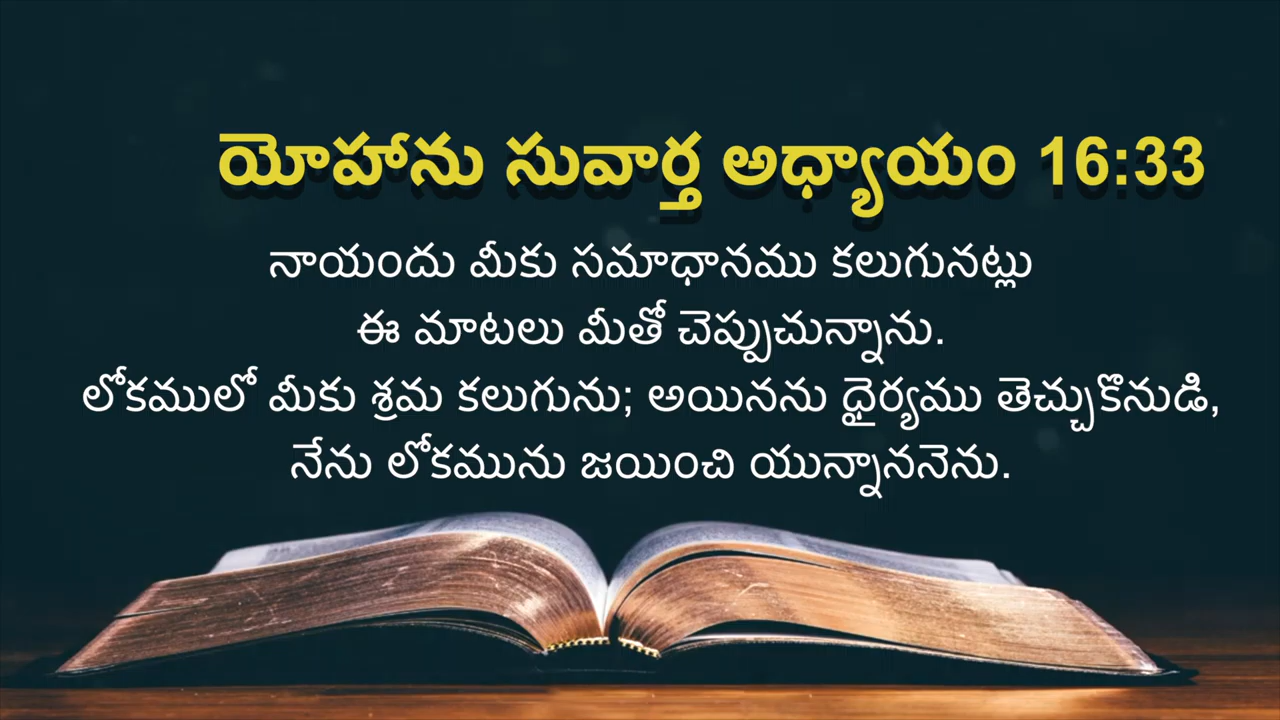 యోహాను సువార్త అధ్యాయం 16:33
నాయందు మీకు సమాధానము కలుగునట్లు
ఈ మాటలు మీతో చెప్పుచున్నాను.
లోకములో మీకు శ్రమ కలుగును; అయినను ధైర్యము తెచ్చుకొనుడి,
నేను లోకమును జయించి యున్నాననెను.